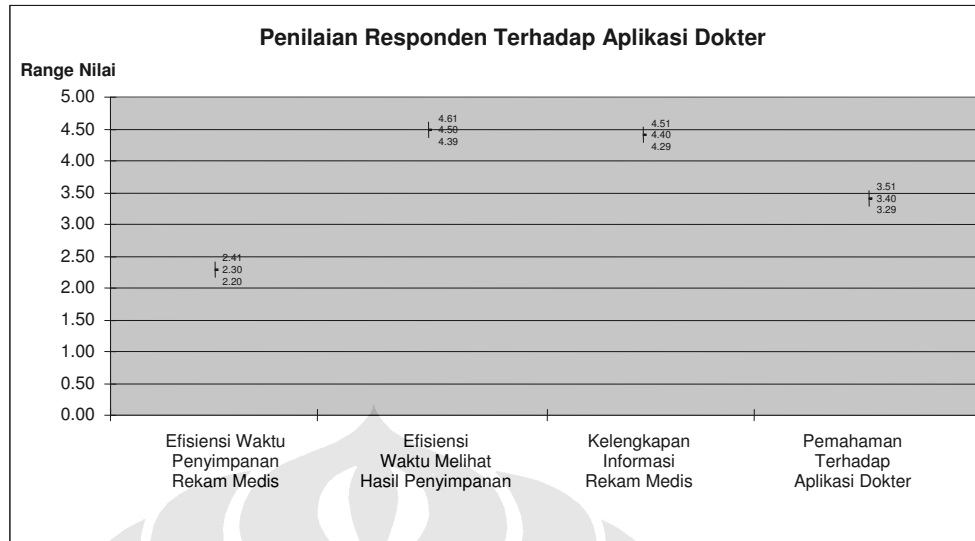 Penilaian Responden Terhadap Aplikasi Dokter
Range Nilai
5.00
4.50
4.00
3.50
3.00
2.50
2.00
1.50
1.00
0.50
0.00
2.41
2.30
2.20
4.61
4.50
4.39
4.51
4.40
4.29
3.51
3.40
3.29
Efisiensi Waktu
Penyimpanan
Rekam Medis
Efisiensi
Waktu Melihat
Hasil Penyimpanan
Kelengkapan
Informasi
Rekam Medis
Pemahaman
Terhadap
Aplikasi Dokter